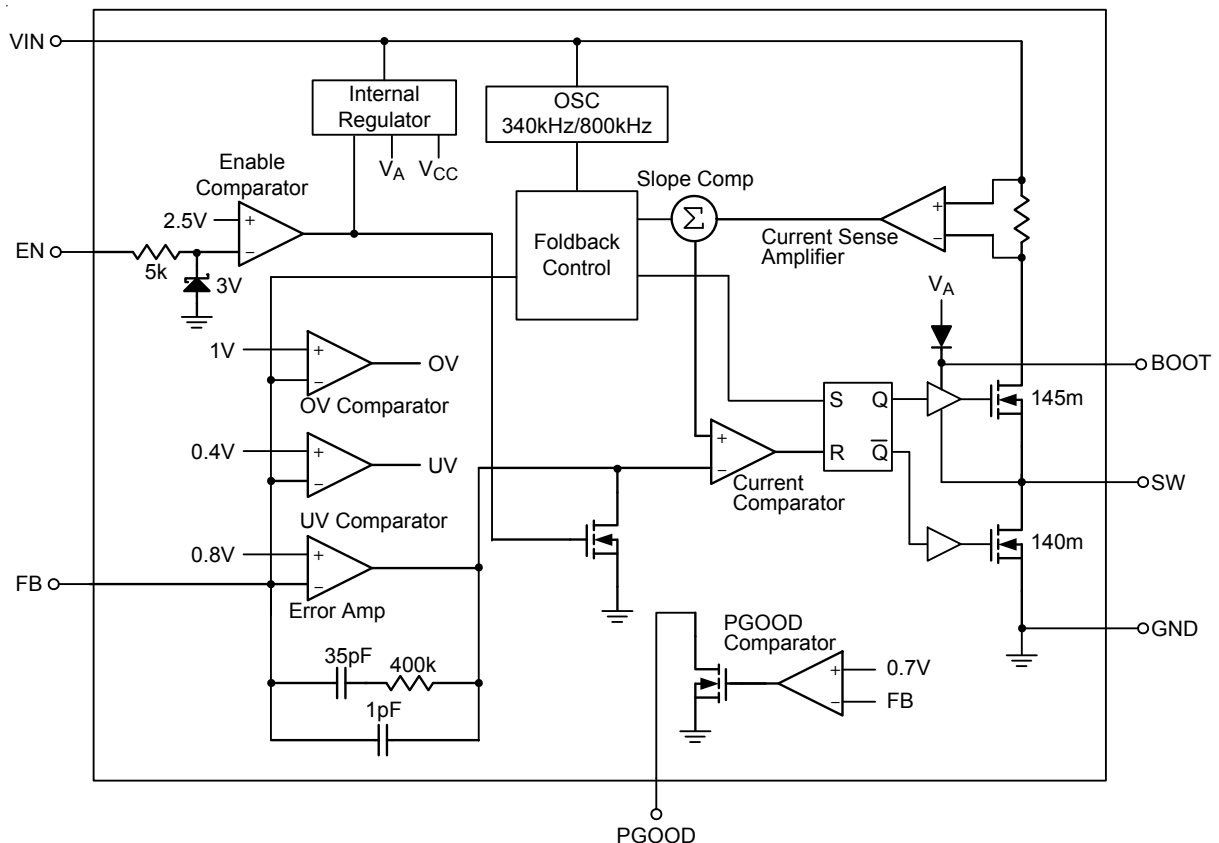 VIN
Internal
Regulator
OSC
340kHz/800kHz
VA
VCC
Enable
Comparator
2.5V
+
−
EN
5k
3V
Foldback
Control
Slope Comp
Σ
+
−
Current Sense
Amplifier
VA
BOOT
1V
+
−
OV
OV Comparator
S
Q
R
Q̅
145m
0.4V
+
−
UV
UV Comparator
+
−
Current
Comparator
SW
0.8V
+
−
FB
Error Amp
140m
GND
35pF
400k
1pF
PGOOD
Comparator
+
−
0.7V
FB
PGOOD